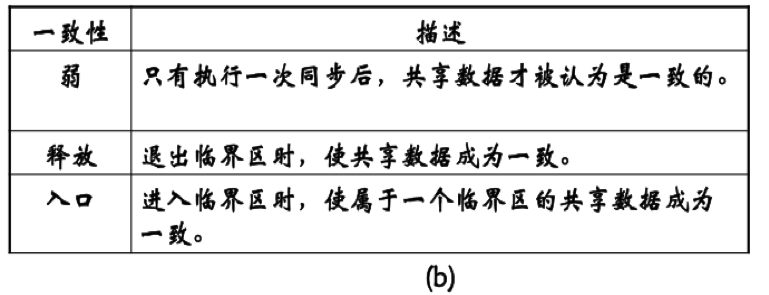 一致性 描述
弱 只有执行一次同步后，共享数据才被认为是一致的。
释放 退出临界区时，使共享数据成为一致。
入口 进入临界区时，使属于一个临界区的共享数据成为
一致。
(b)